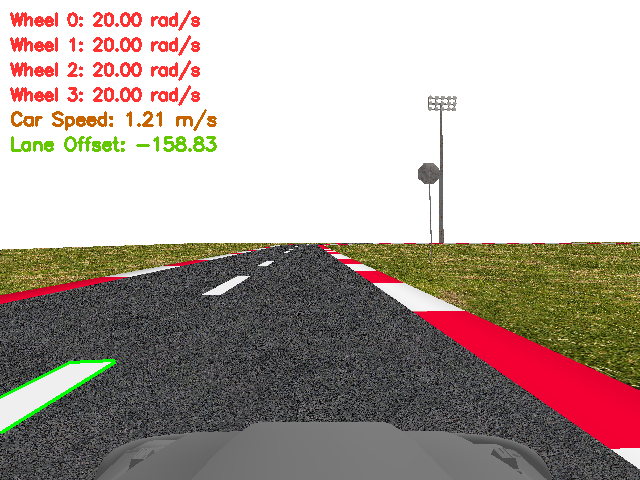 Wheel 0: 20.00 rad/s
Wheel 1: 20.00 rad/s
Wheel 2: 20.00 rad/s
Wheel 3: 20.00 rad/s
Car Speed: 1.21 m/s
Lane Offset: -158.83